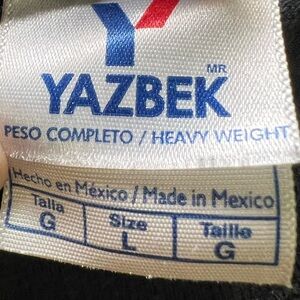 YAZBEK MR
PESO COMPLETO / HEAVY WEIGHT
Hecho en México / Made in Mexico
Talla Size Taille
G L G